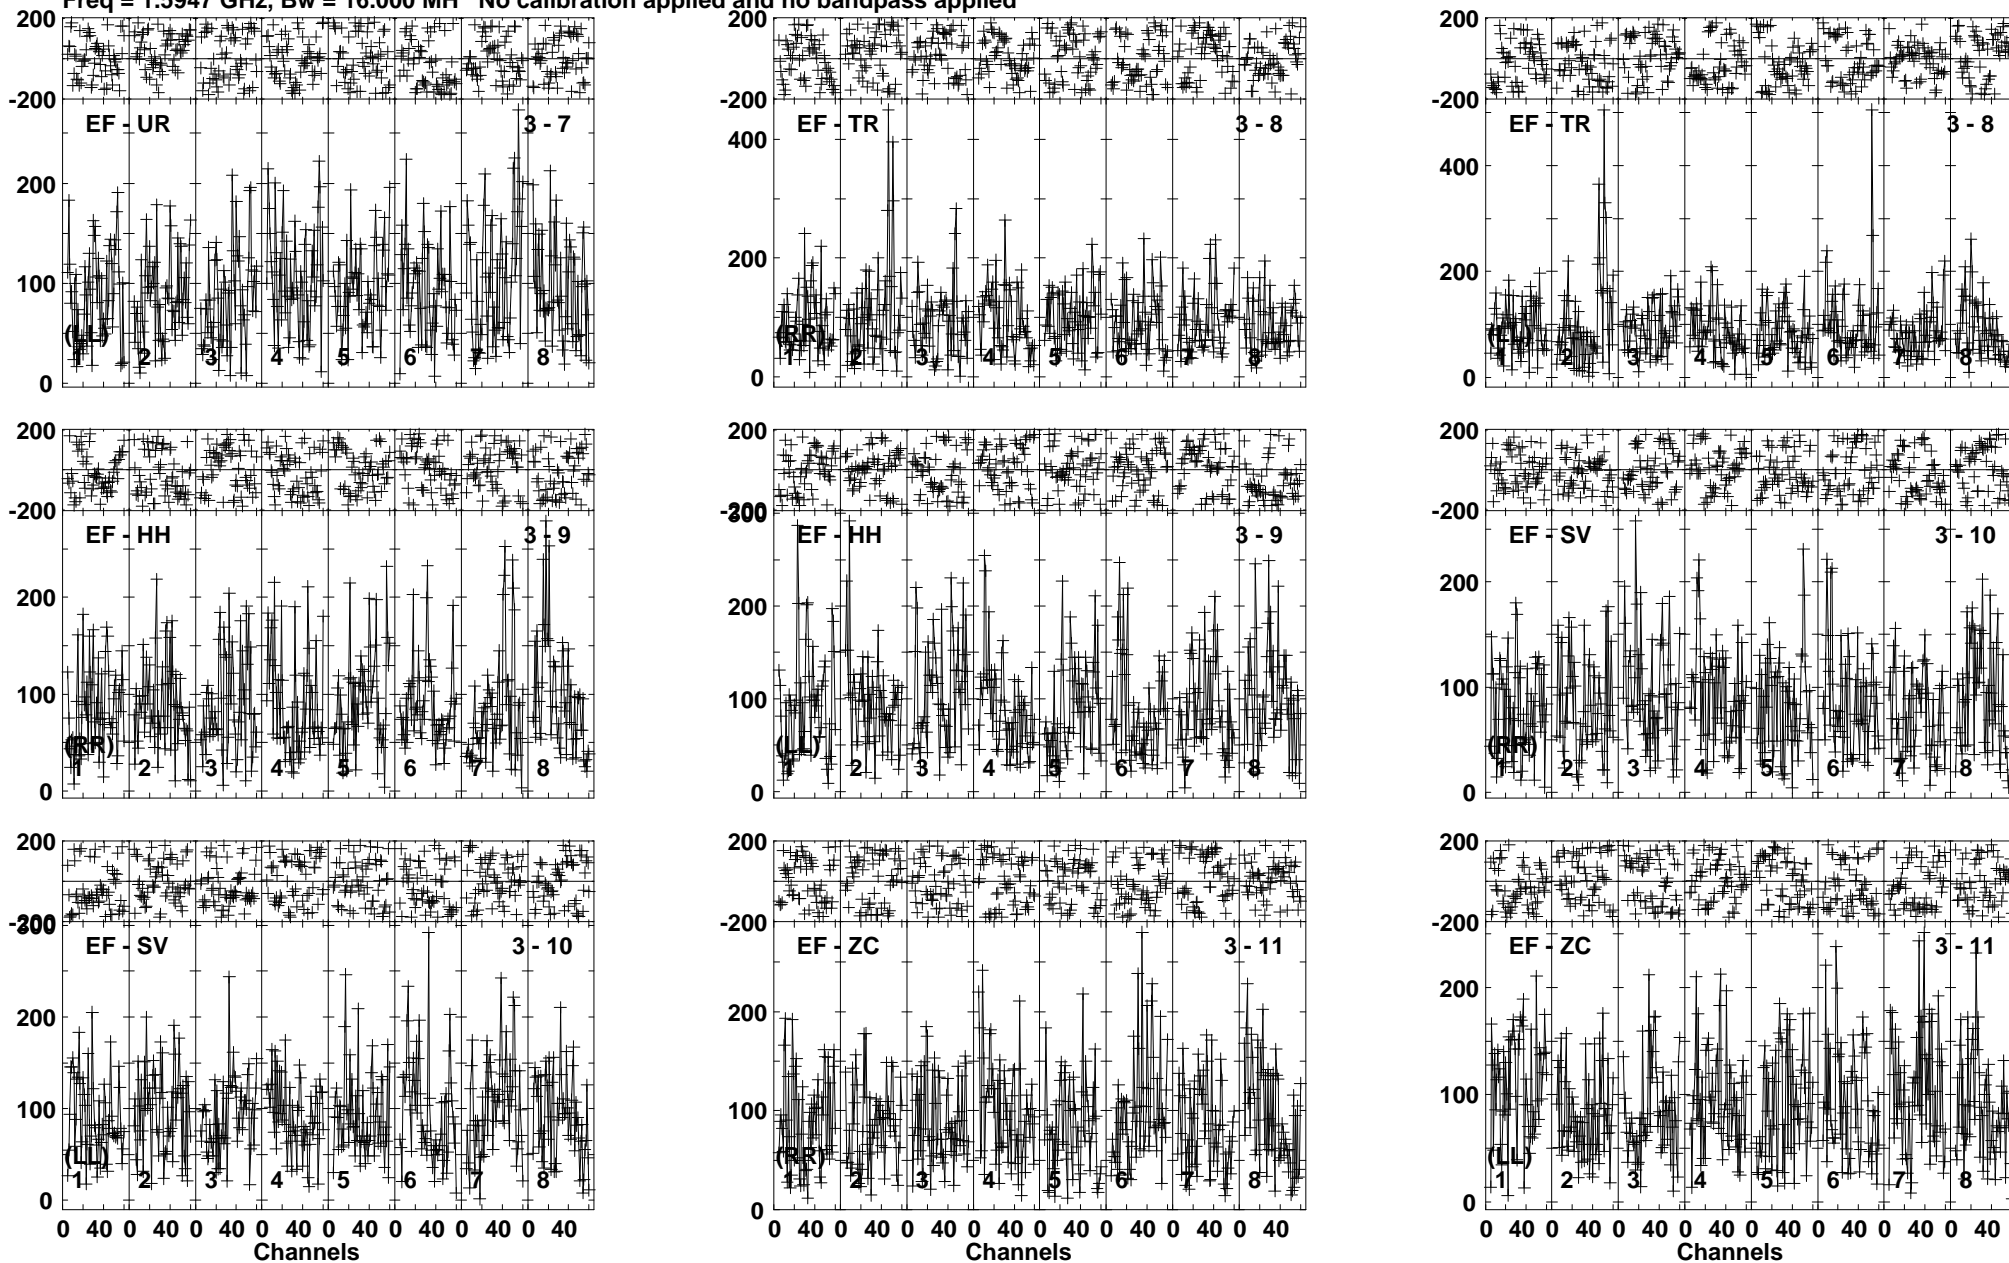 Freq = 1.5947 GHz, Bw = 16.000 MH No calibration applied and no bandpass applied
200 200 200
-200 -200 -200
EF - UR 3 - 7 EF - TR 3 - 8 EF - TR 3 - 8
400 400
200 200 200
100
(LL) (RR) (LL)
1 2 3 4 5 6 7 8 1 2 3 4 5 6 7 8 1 2 3 4 5 6 7 8
0 0 0
200 200 200
-200 -200 -200
300
EF - HH 3 - 9 EF - HH 3 - 9 EF - SV 3 - 10
200 200 200
100 100 100
(RR) (LL) (RR)
1 2 3 4 5 6 7 8 1 2 3 4 5 6 7 8 1 2 3 4 5 6 7 8
0 0 0
200 200 200
-200 -200 -200
300
EF - SV 3 - 10 EF - ZC 3 - 11 EF - ZC 3 - 11
200 200 200
100 100 100
(LL) (RR) (LL)
1 2 3 4 5 6 7 8 1 2 3 4 5 6 7 8 1 2 3 4 5 6 7 8
0 0 0
0 40 0 40 0 40 0 40 0 40 0 40 0 40 0 40 0 40 0 40 0 40 0 40 0 40 0 40 0 40 0 40 0 40 0 40 0 40 0 40 0 40 0 40 0 40 0 40
Channels Channels Channels